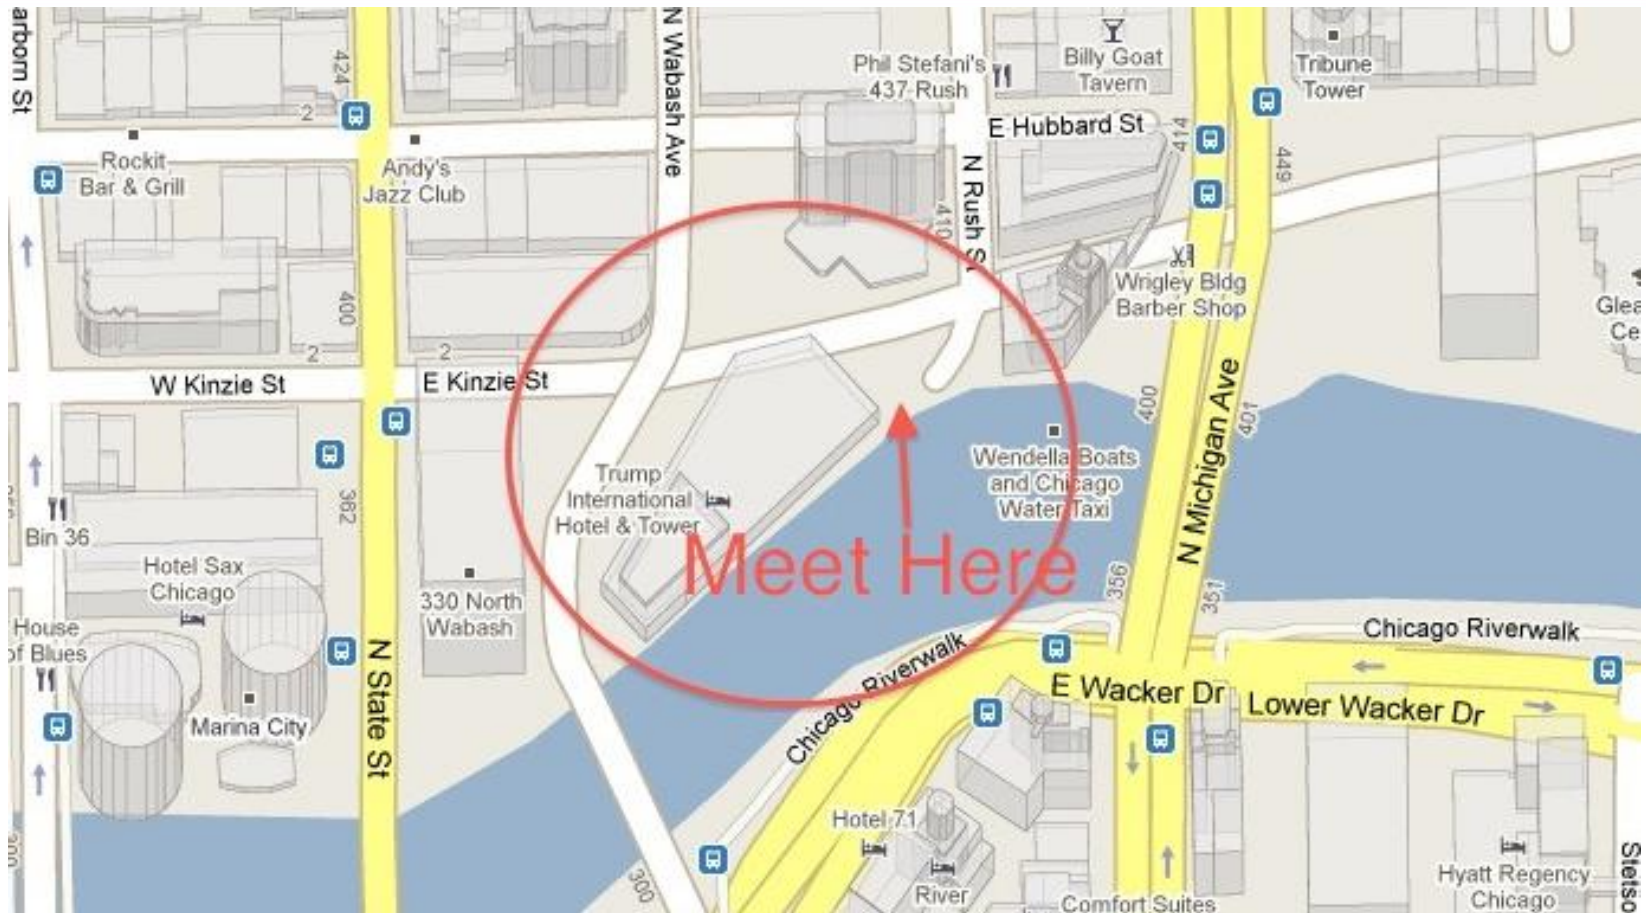 arborn St
424
2
Rockit
Bar & Grill
Andy's
Jazz Club
N Wabash Ave
Phil Stefani's
437 Rush
Billy Goat
Tavern
Tribune
Tower
E Hubbard St
414
449
N Rush St
410
400
2
2
W Kinzie St
E Kinzie St
Wrigley Bldg
Barber Shop
Glea
Ce
400
401
N Michigan Ave
Wendella Boats
and Chicago
Water Taxi
Trump
International
Hotel & Tower
Meet Here
362
Bin 36
Hotel Sax
Chicago
330 North
Wabash
House
of Blues
N State St
Marina City
356
351
Chicago Riverwalk
Chicago Riverwalk
E Wacker Dr
Lower Wacker Dr
Hotel 71
River
300
Comfort Suites
Hyatt Regency
Chicago
Stetso